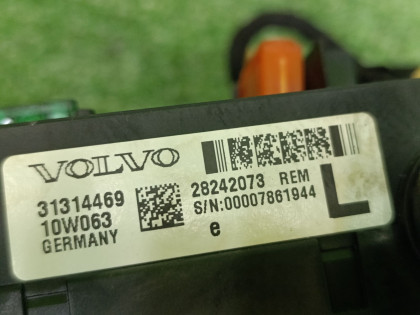 VOLVO
31314469
10W063
GERMANY
28242073 REM
S/N:00007861944
e
L